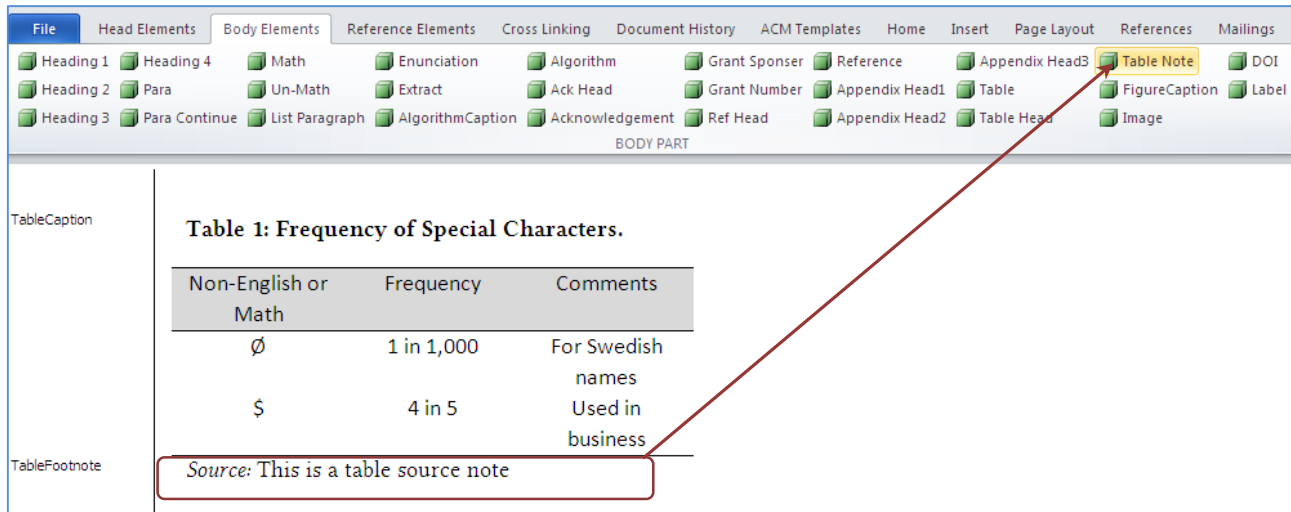 File Head Elements Body Elements Reference Elements Cross Linking Document History ACM Templates Home Insert Page Layout References Mailings
Heading 1 Heading 4 Math Enunciation Algorithm Grant Sponser Reference Appendix Head3 Table Note DOI
Heading 2 Para Un-Math Extract Ack Head Grant Number Appendix Head1 Table FigureCaption Label
Heading 3 Para Continue List Paragraph AlgorithmCaption Acknowledgement Ref Head Appendix Head2 Table Head Image
BODY PART
TableCaption
Table 1: Frequency of Special Characters.
Non-English or Frequency Comments
Math
Ø 1 in 1,000 For Swedish
names
$ 4 in 5 Used in
business
TableFootnote
Source: This is a table source note